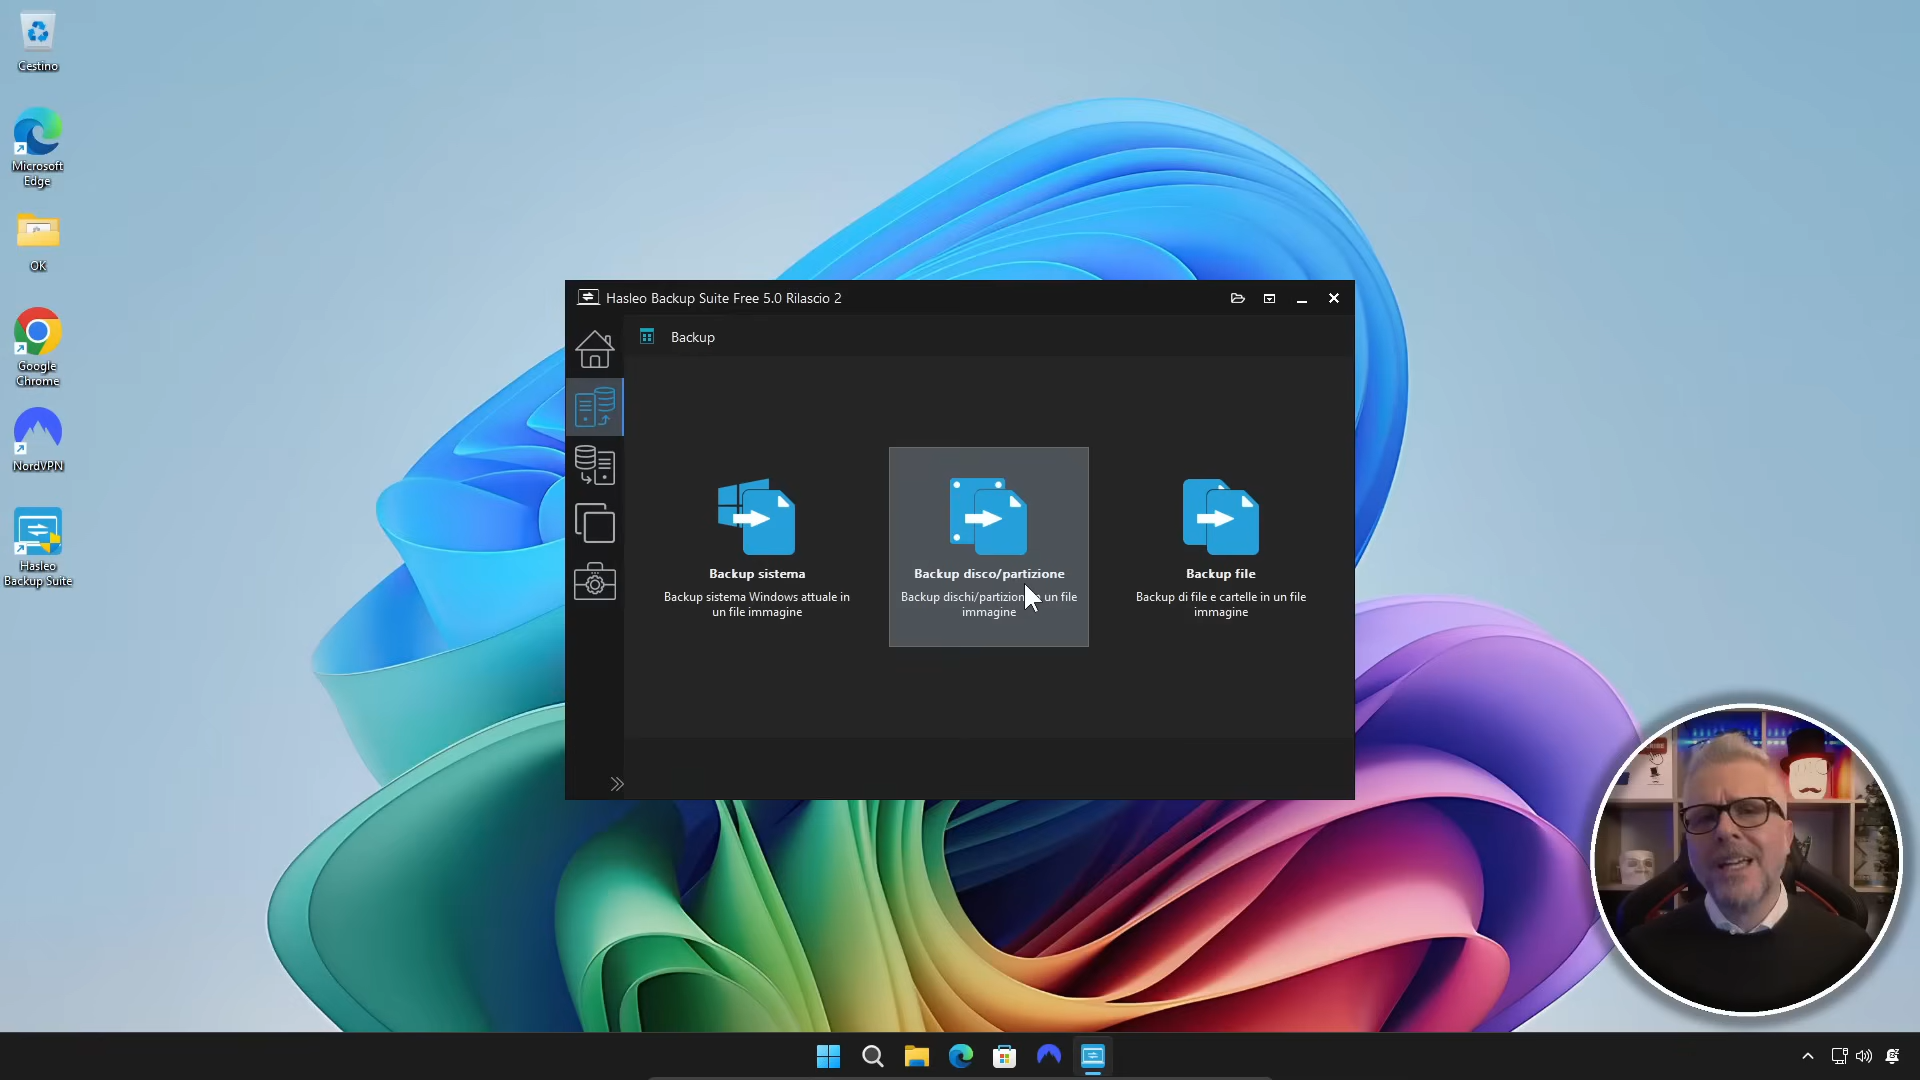 Cestino
Microsoft
Edge
OK
Google
Chrome
NordVPN
Hasleo
Backup Suite
Hasleo Backup Suite Free 5.0 Rilascio 2
Backup
Backup sistema
Backup sistema Windows attuale in
un file immagine
Backup disco/partizione
Backup dischi/partizion un file
immagine
Backup file
Backup di file e cartelle in un file
immagine